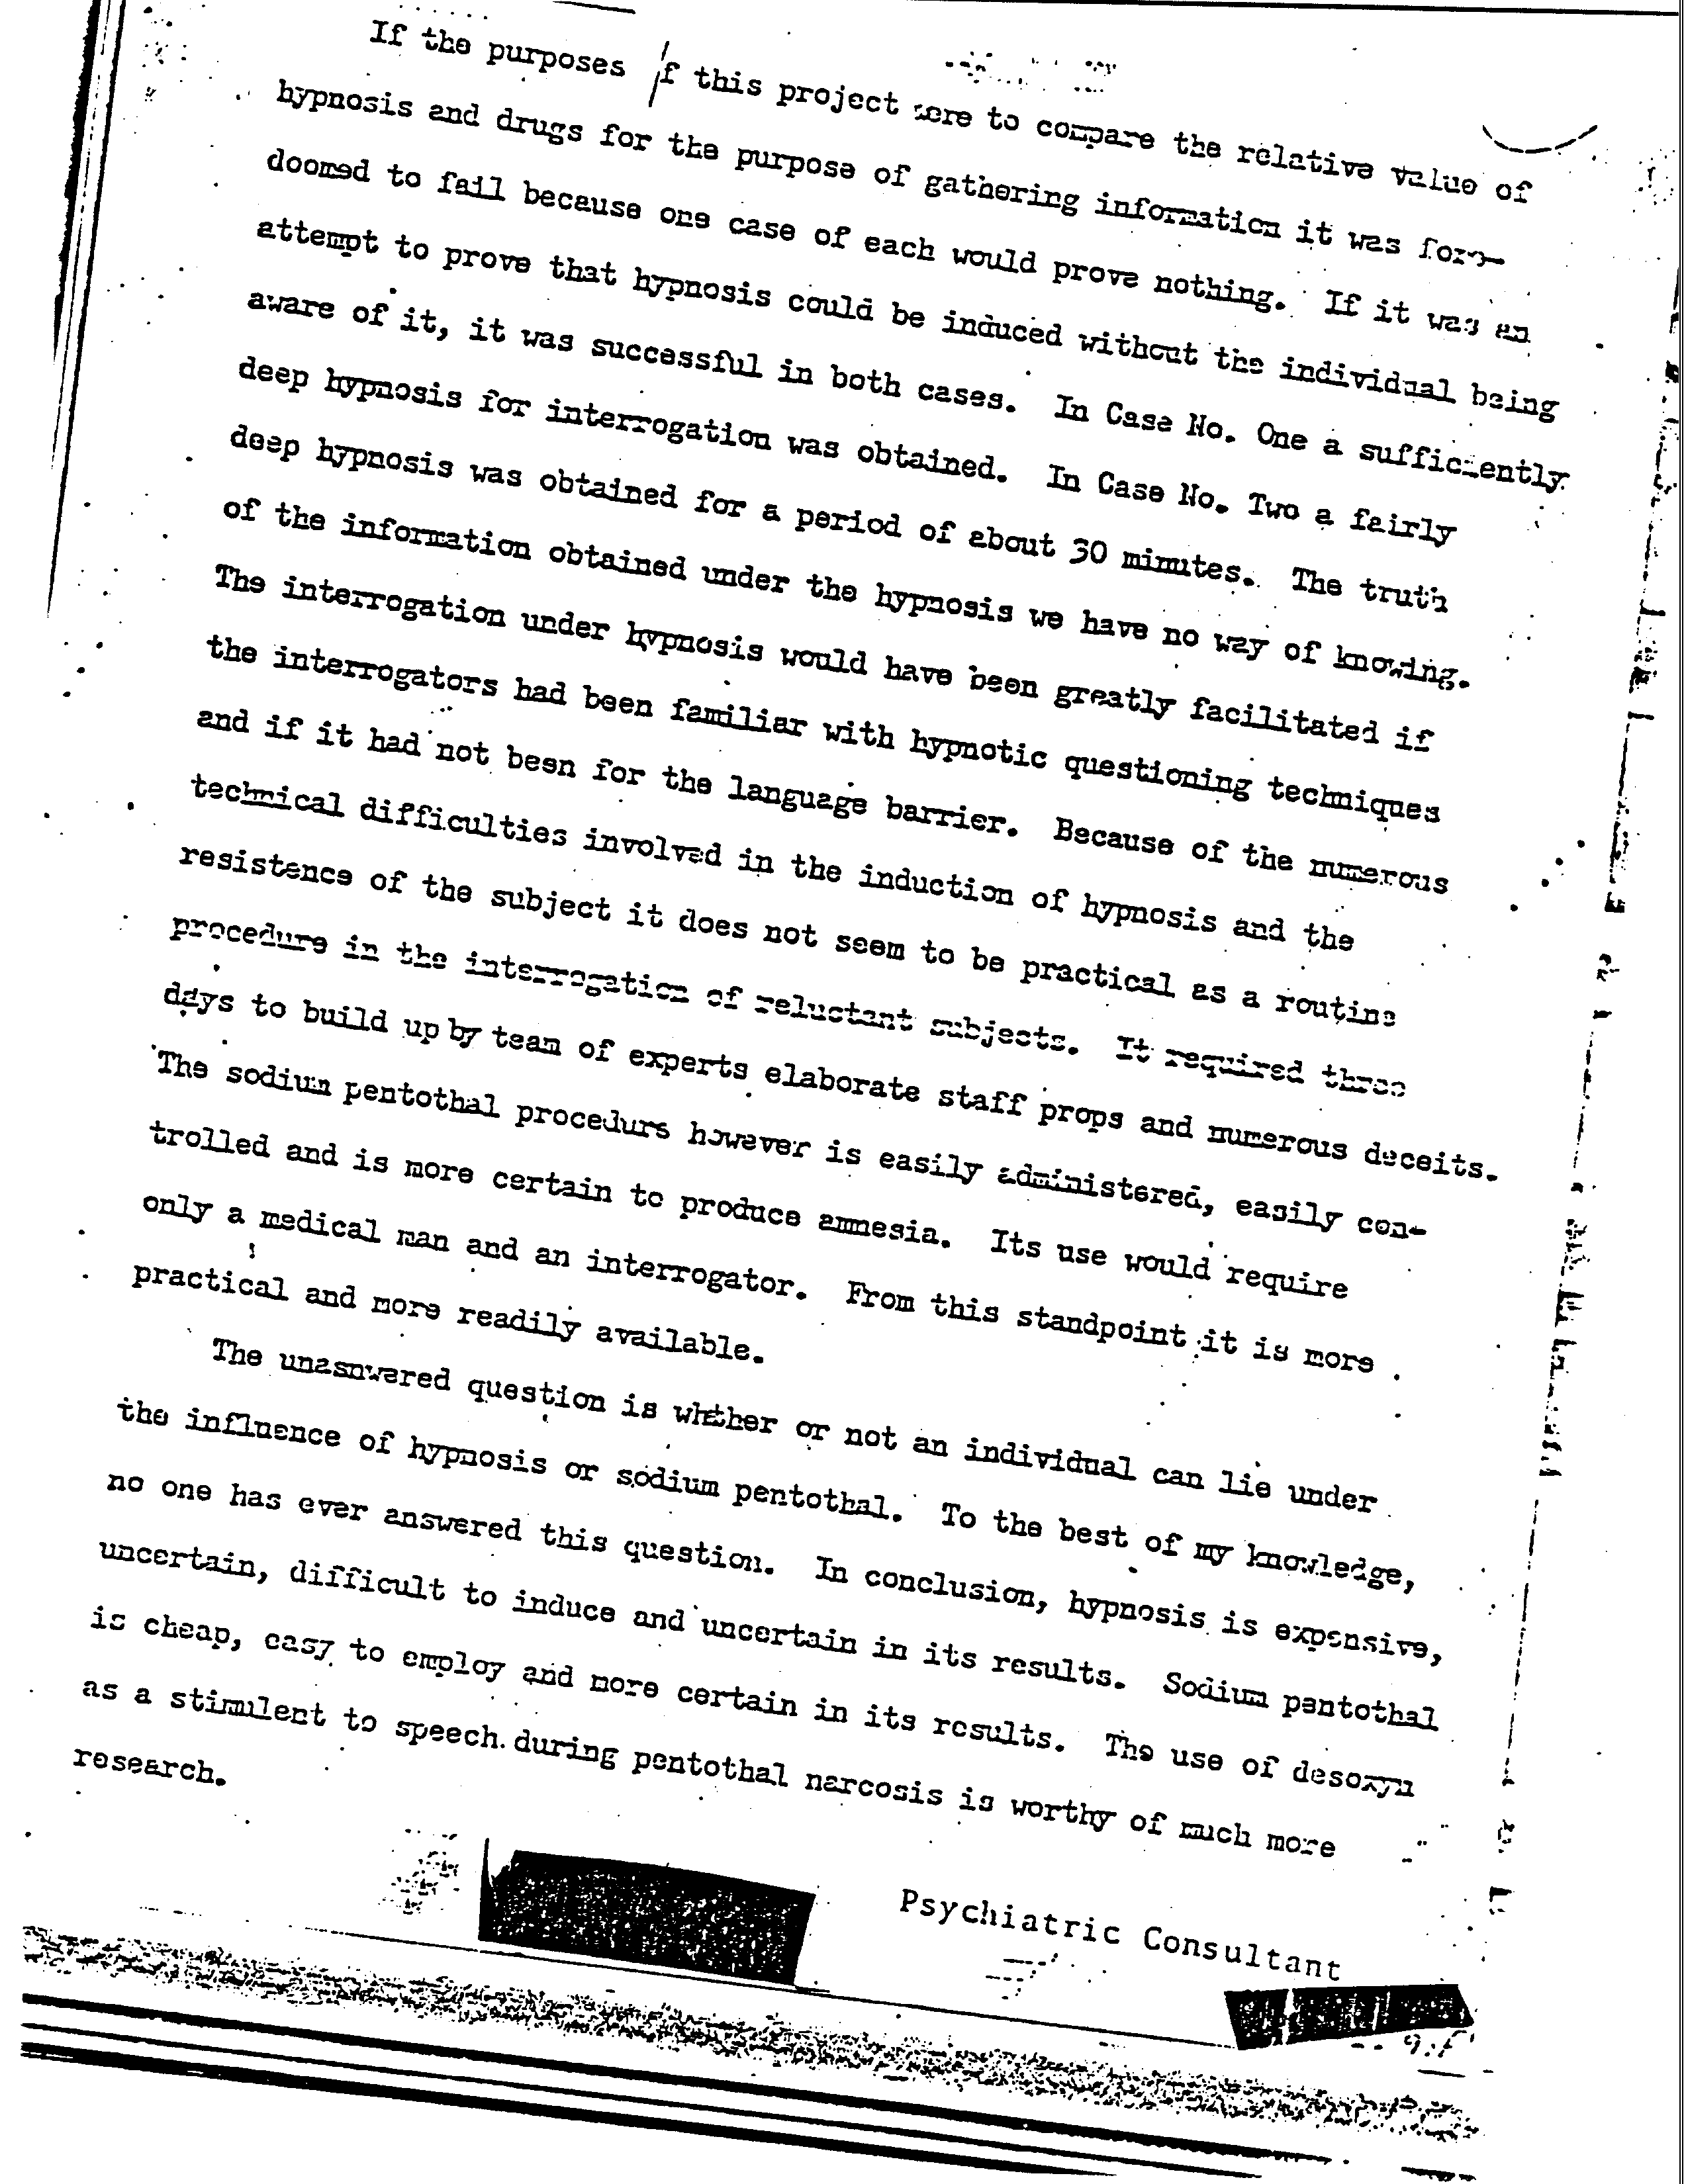 If the purposes f this project were to compare the relative value of
hypnosis and drugs for the purpose of gathering information it was fore-
doomed to fail because one case of each would prove nothing. If it was an
attempt to prove that hypnosis could be induced without the individual being
aware of it, it was successful in both cases. In Case No. One a sufficiently
deep hypnosis for interrogation was obtained. In Case No. Two a fairly
deep hypnosis was obtained for a period of about 30 minutes. The truth
of the information obtained under the hypnosis we have no way of knowing.
The interrogation under hypnosis would have been greatly facilitated if
the interrogators had been familiar with hypnotic questioning techniques
and if it had not been for the language barrier. Because of the numerous
technical difficulties involved in the induction of hypnosis and the
resistence of the subject it does not seem to be practical as a routine
procedure in the interrogation of reluctant subjects. It required three
days to build up by team of experts elaborate staff props and numerous deceits.
The sodium pentothal procedure however is easily administered, easily con-
trolled and is more certain to produce amnesia. Its use would require
only a medical man and an interrogator. From this standpoint it is more
practical and more readily available.
The unasnwered question is whther or not an individual can lie under
the influence of hypnosis or sodium pentothal. To the best of my knowledge,
no one has ever answered this question. In conclusion, hypnosis is expensive,
uncertain, difficult to induce and uncertain in its results. Sodium pentothal
is cheap, easy to employ and more certain in its results. The use of desoxyn
as a stimulent to speech during pentothal narcosis is worthy of much more
research.
Psychiatric Consultant